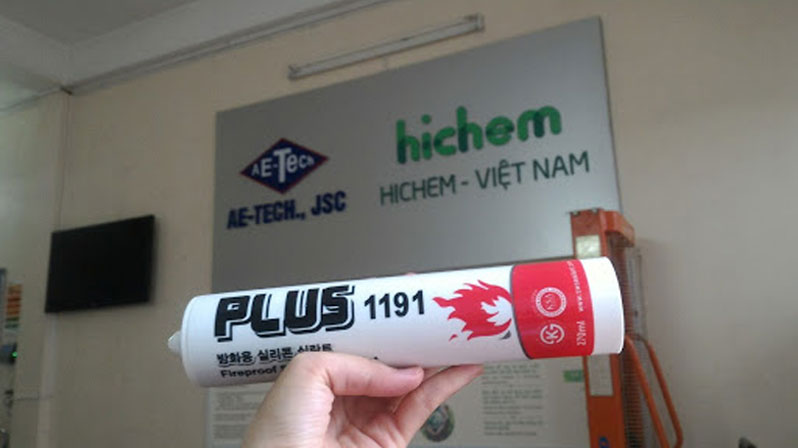 AE-Tech
AE-TECH., JSC
hichem
HICHEM - VIỆT NAM
PLUS 1191
방화용 실리콘 실란트
Fireproof
270ml